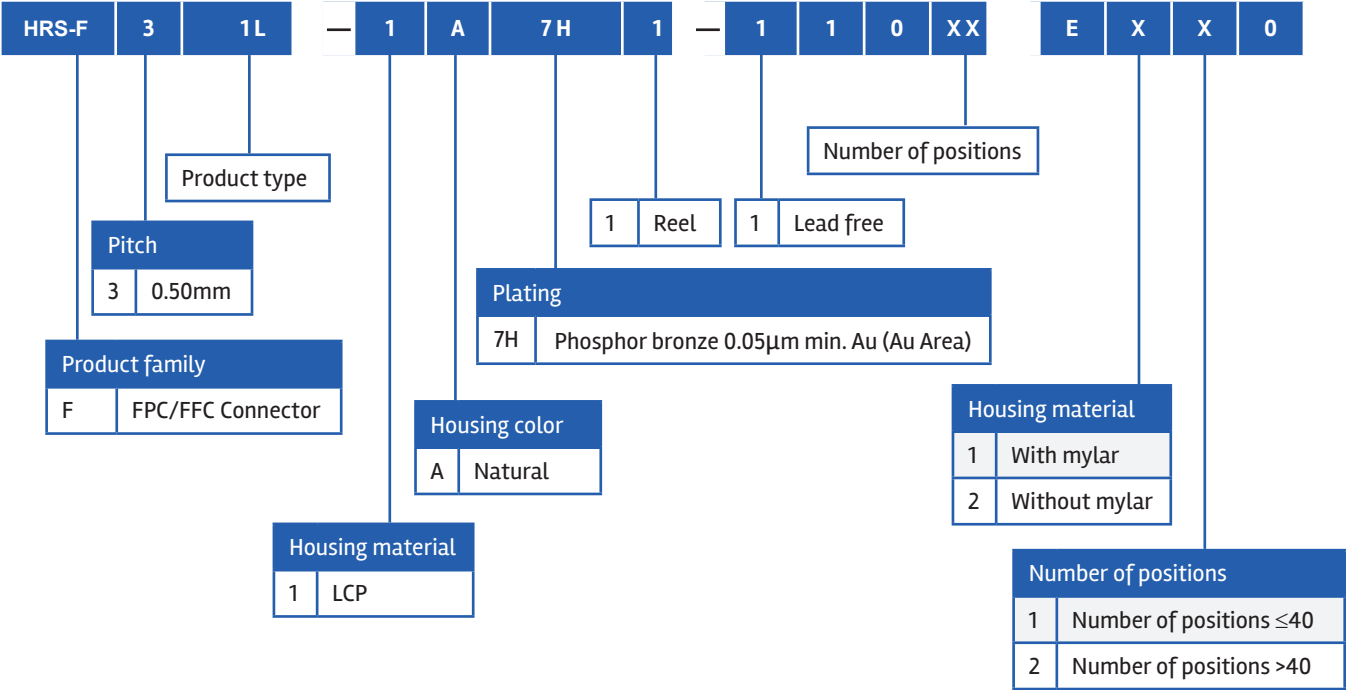 HRS-F 3 1L — 1 A 7H 1 — 1 1 0 XX E X X 0
Number of positions
Product type
1 Reel
1 Lead free
Pitch
3 0.50mm
Plating
7H Phosphor bronze 0.05µm min. Au (Au Area)
Product family
F FPC/FFC Connector
Housing color
A Natural
Housing material
1 With mylar
2 Without mylar
Housing material
1 LCP
Number of positions
1 Number of positions ≤40
2 Number of positions >40